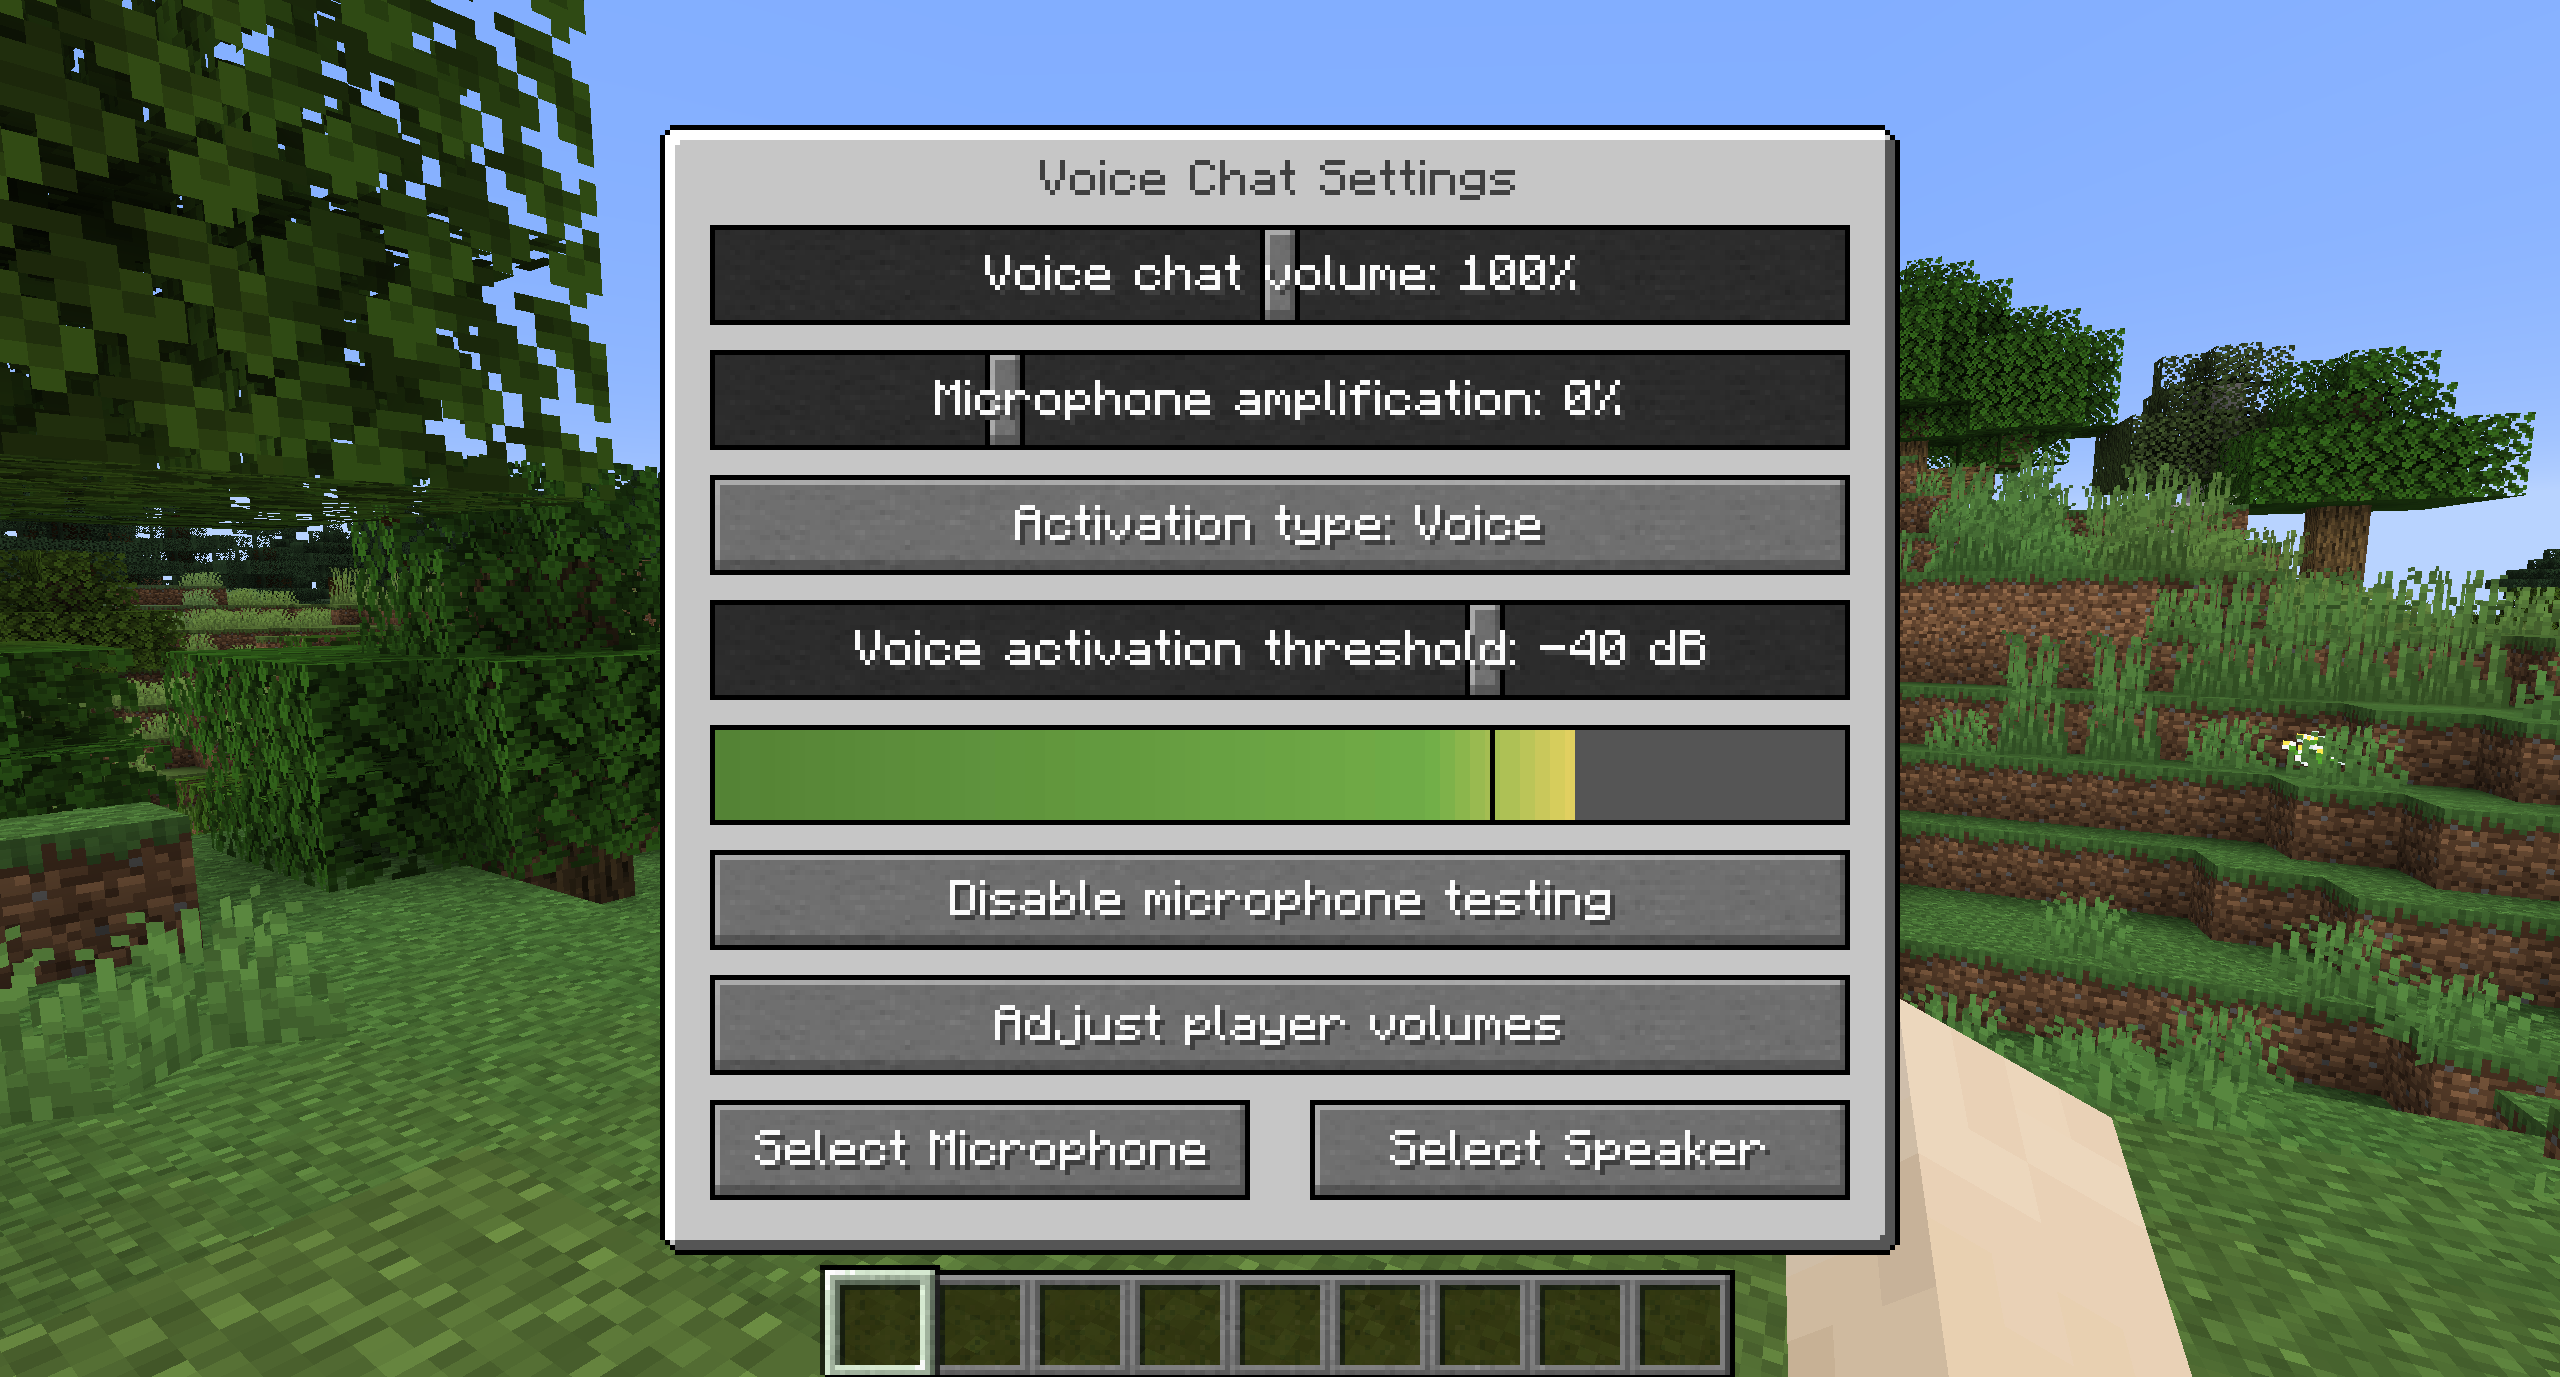 Voice Chat Settings
Voice chat volume: 100%
Microphone amplification: 0%
Activation type: Voice
Voice activation threshold: -40 dB
Disable microphone testing
Adjust player volumes
Select Microphone
Select Speaker